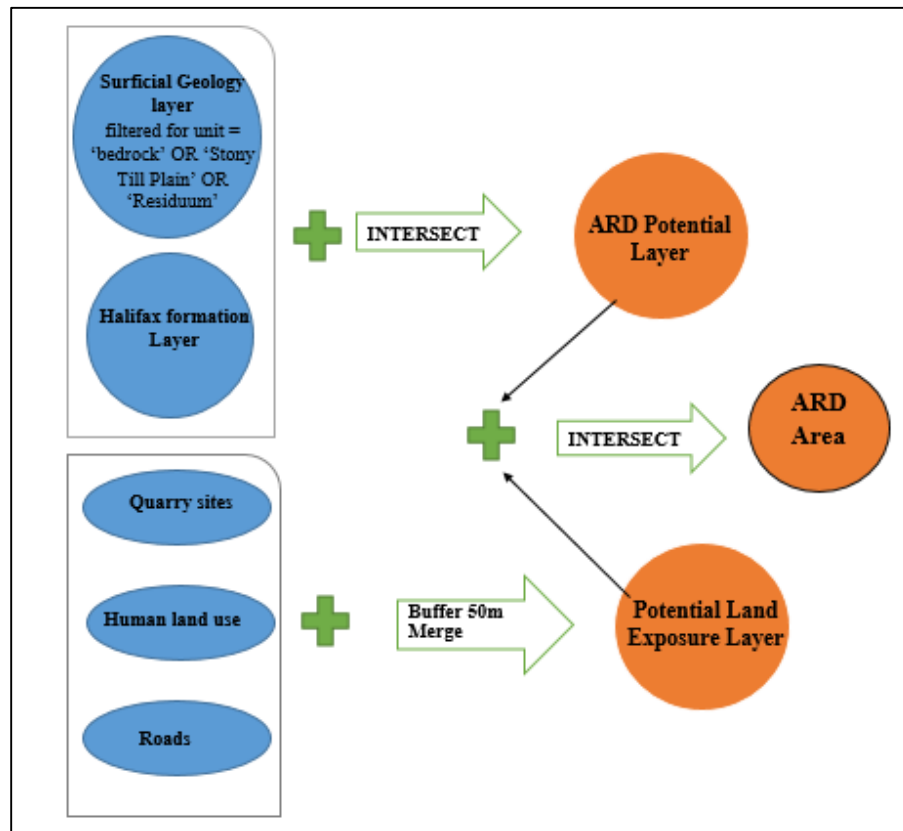 Surficial Geology
layer
filtered for unit =
‘bedrock’ OR ‘Stony
Till Plain’ OR
‘Residuum’
INTERSECT
ARD Potential
Layer
Halifax formation
Layer
INTERSECT
ARD
Area
Quarry sites
Human land use
Buffer 50m
Merge
Potential Land
Exposure Layer
Roads